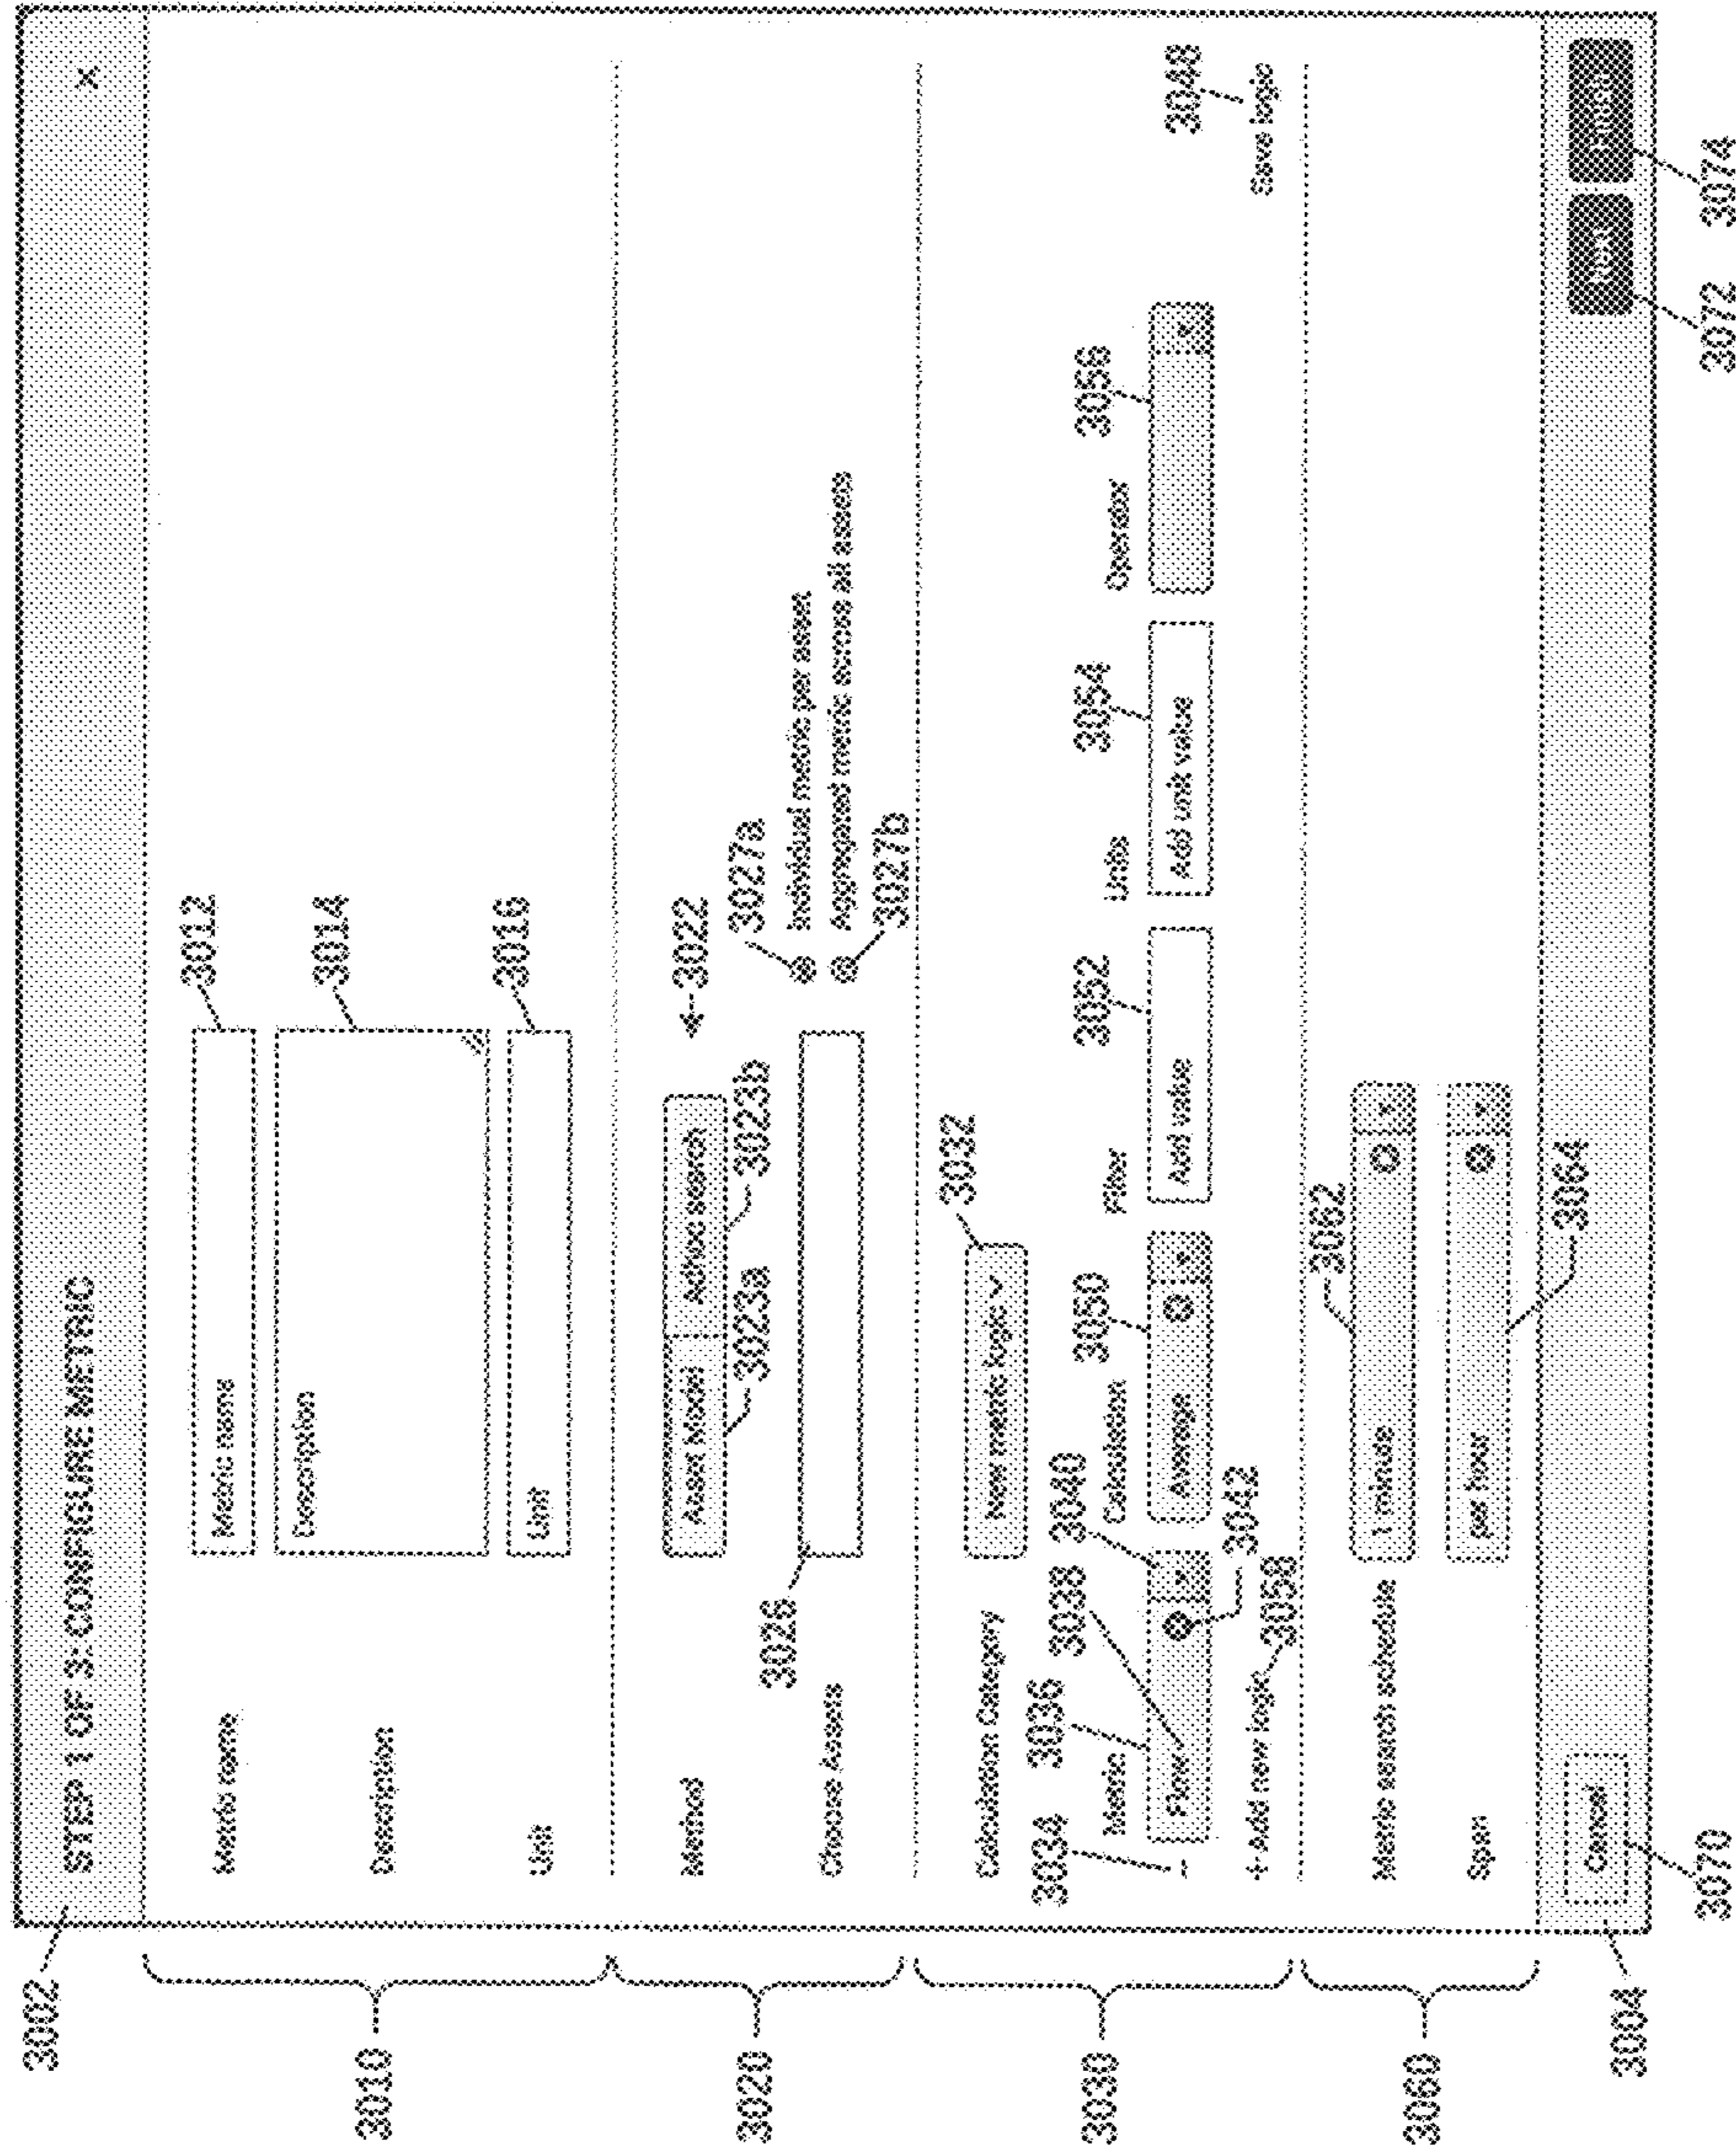 3002
STEP 1 OF 3: CONFIGURE METRIC
X
3010
Metric name
Metric name
3012
Description
Description
3014
Unit
Unit
3016
3020
Method
Asset Model
Adhoc search
3022
3023a
3023b
3027a
3026
Choose Assets
Individual metric per asset
Aggregated metric across all assets
3027b
3030
Calculation Category
New metric logic
3032
3034
3036
3038
3040
3050
3052
3054
3056
3048
Metric
Calculation
Filter
Units
Operator
-
Flow
Average
Add value
Add unit value
3042
+ Add new logic
3058
Save logic
3060
Metric search schedule
1 minute
3062
Span
per hour
3064
3004
Cancel
3070
3072
3074